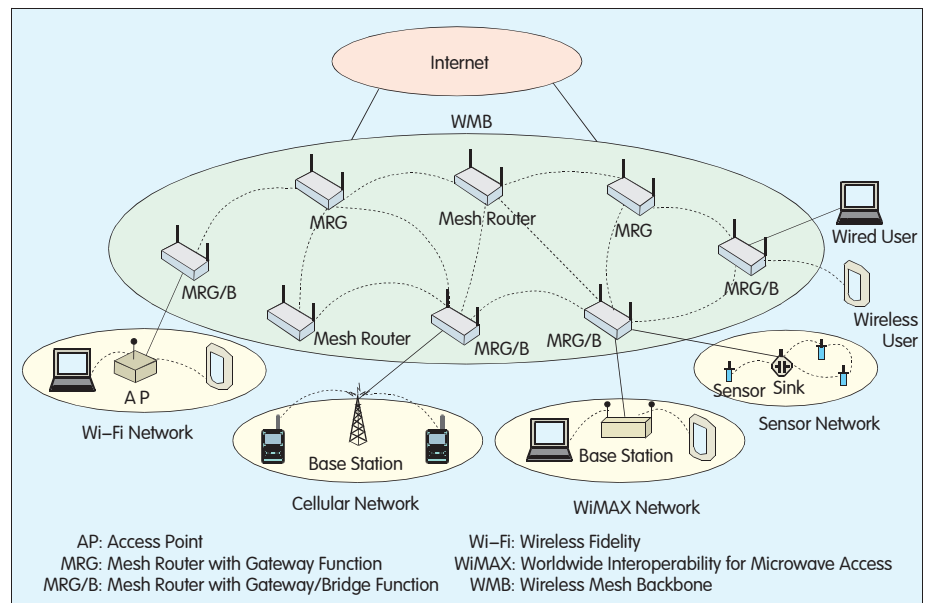 Internet
WMB
MRG
Mesh Router
MRG
Wired User
MRG/B
MRG/B
Wireless
User
Mesh Router
MRG/B
MRG/B
A P
Sensor
Sink
Wi–Fi Network
Base Station
Base Station
Sensor Network
Cellular Network
WiMAX Network
AP: Access Point
MRG: Mesh Router with Gateway Function
MRG/B: Mesh Router with Gateway/Bridge Function
Wi–Fi: Wireless Fidelity
WiMAX: Worldwide Interoperability for Microwave Access
WMB: Wireless Mesh Backbone